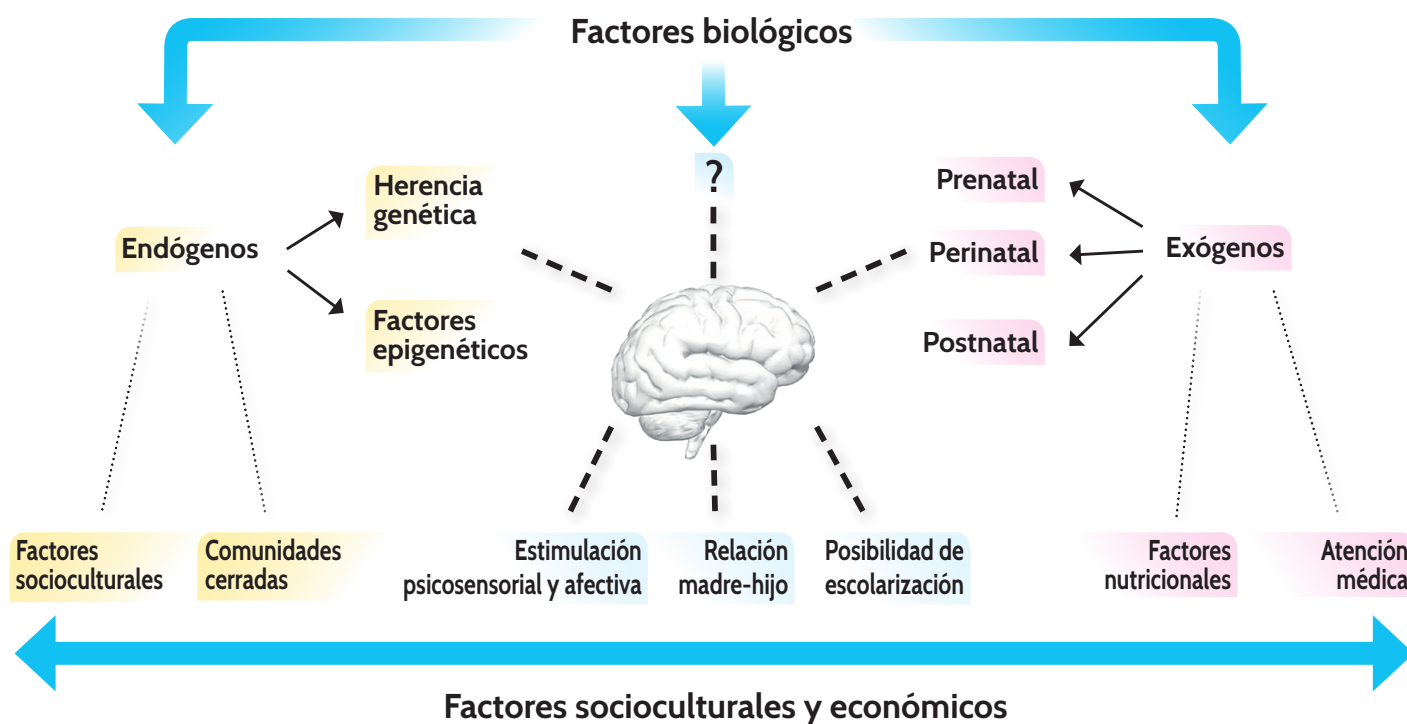 Factores biológicos
Herencia
genética
?
Prenatal
Endógenos
Perinatal
Exógenos
Factores
epigenéticos
Postnatal
Factores
socioculturales
Comunidades
cerradas
Estimulación
psicosensorial y afectiva
Relación
madre-hijo
Posibilidad de
escolarización
Factores
nutricionales
Atención
médica
Factores socioculturales y económicos